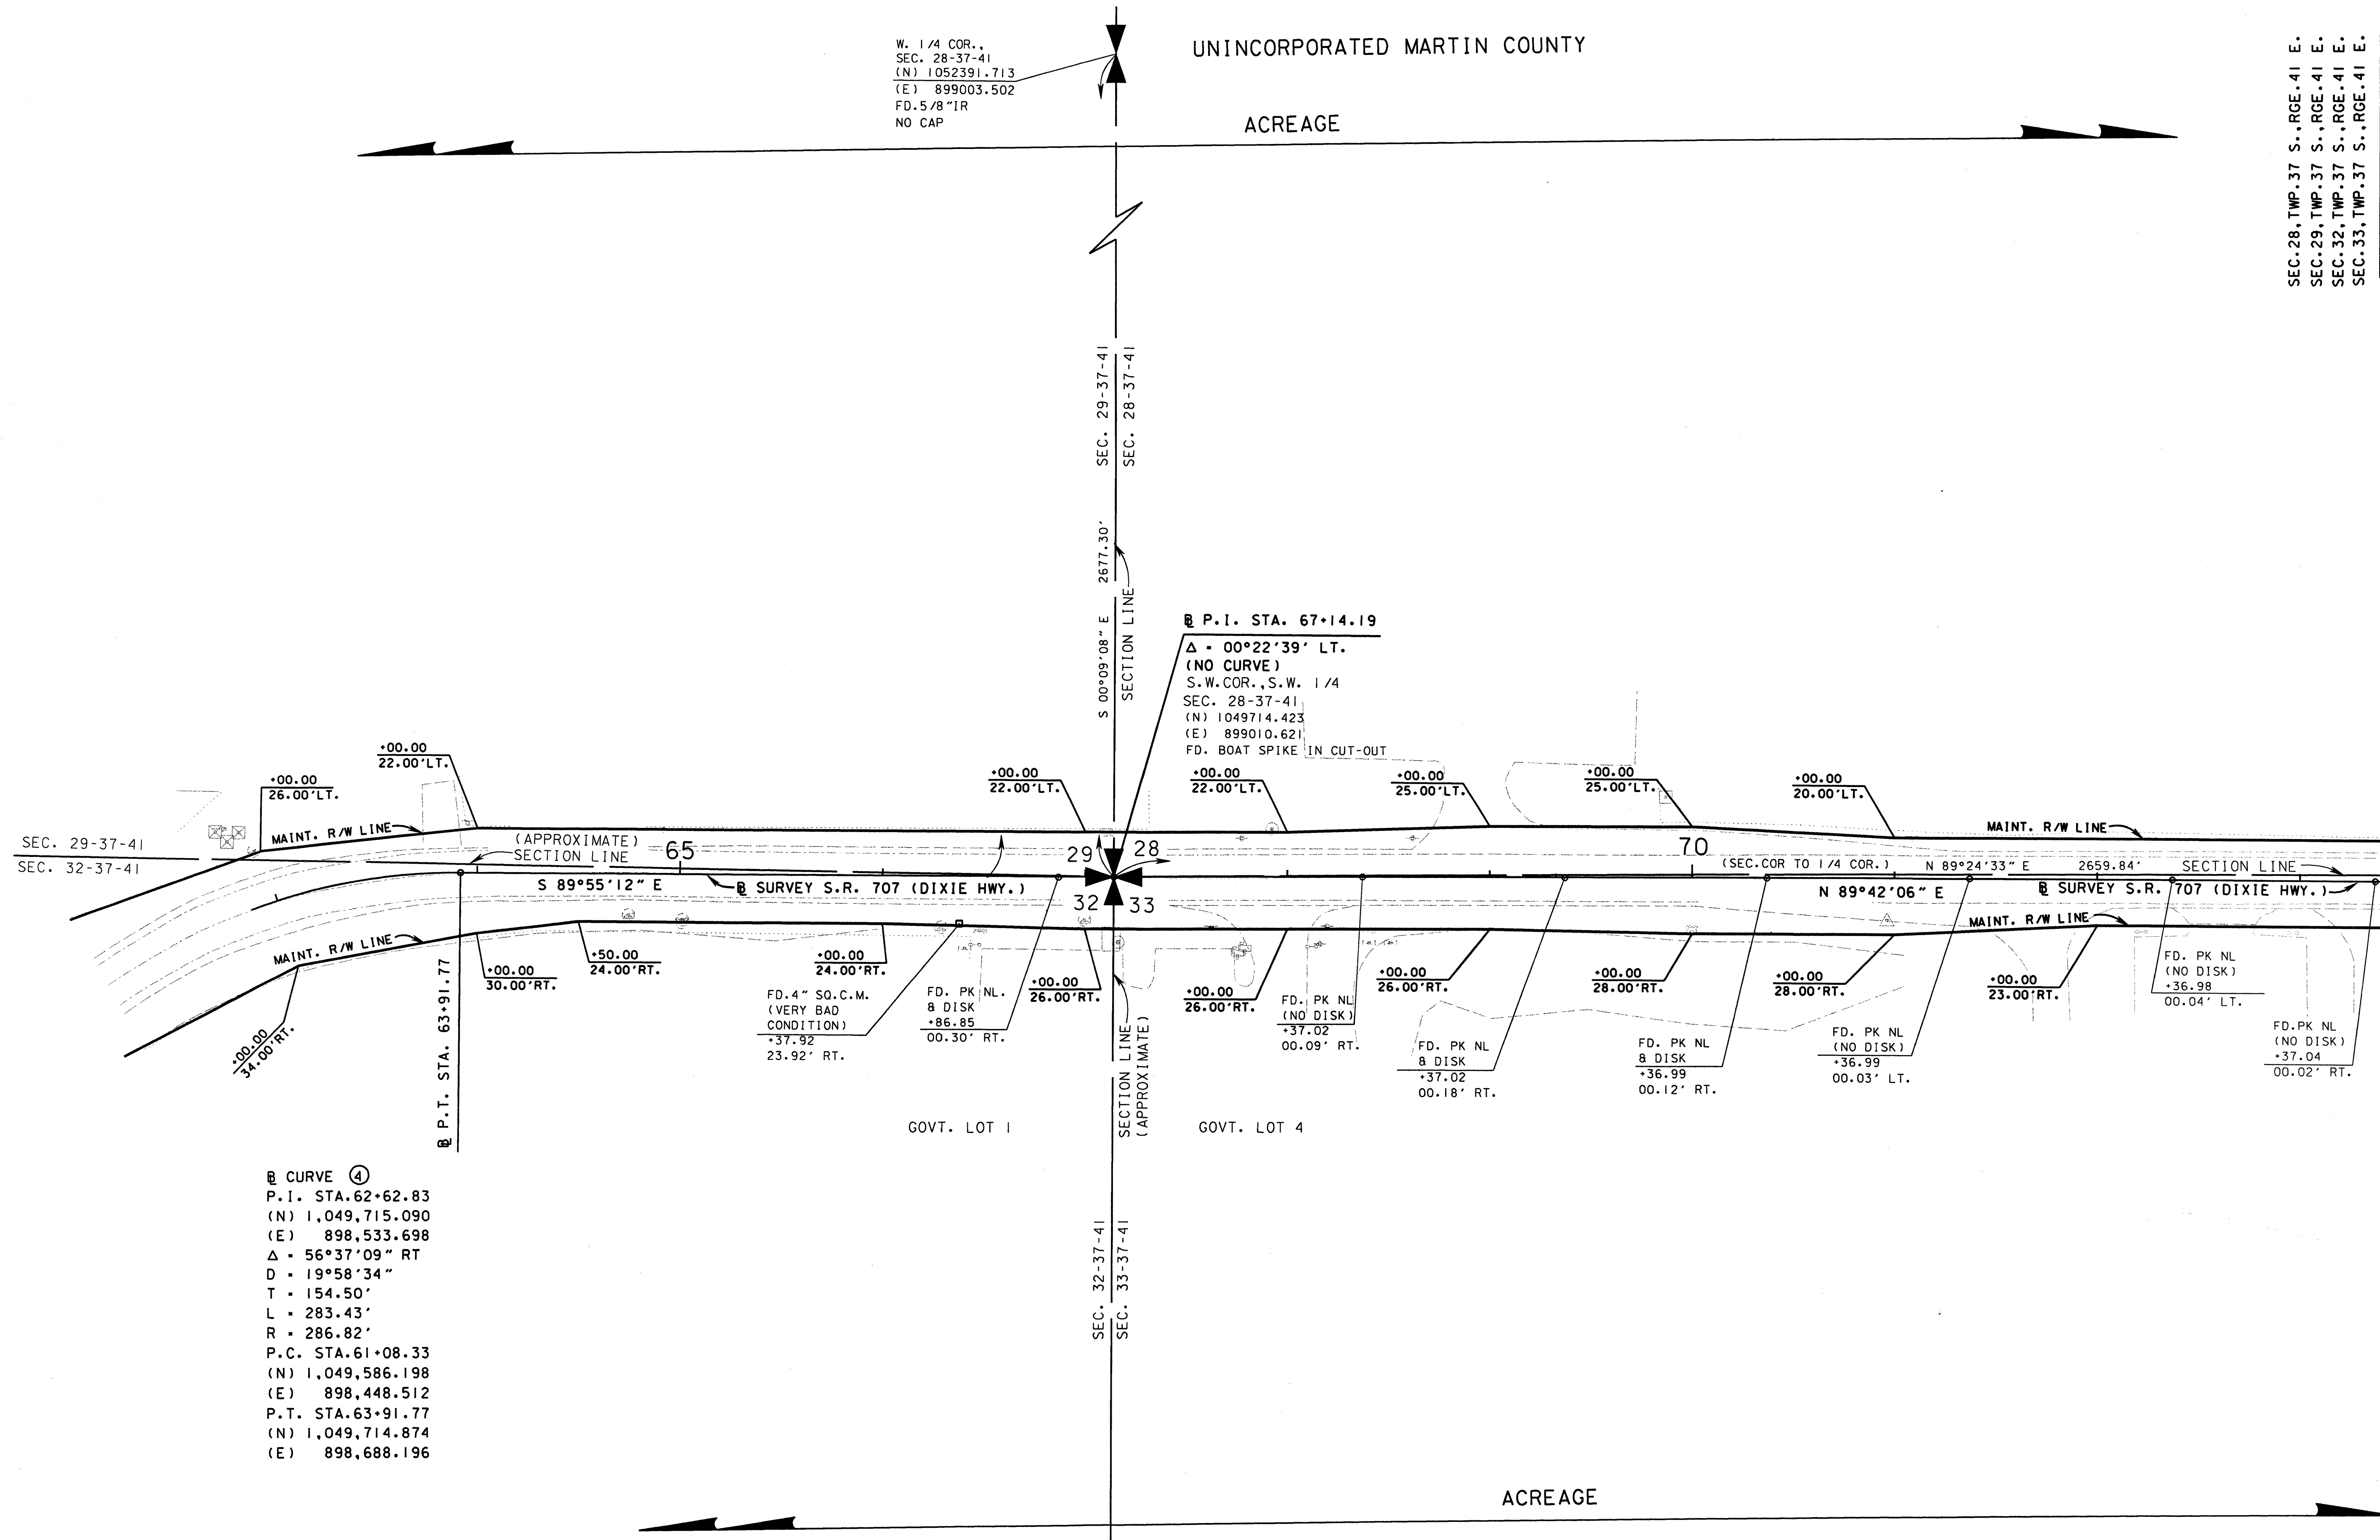 W. 1/4 COR.,
SEC. 28-37-41
(N) 1052391.713
(E) 899003.502
FD.5/8"IR
NO CAP
UNINCORPORATED MARTIN COUNTY
ACREAGE
SEC.28,TWP.37 S.,RGE.41 E.
SEC.29,TWP.37 S.,RGE.41 E.
SEC.32,TWP.37 S.,RGE.41 E.
SEC.33,TWP.37 S.,RGE.41 E.
SEC. 29-37-41
SEC. 28-37-41
S 00°09'08" E 2677.30'
SECTION LINE
BL P.I. STA. 67+14.19
Δ = 00°22'39' LT.
(NO CURVE)
S.W.COR.,S.W. 1/4
SEC. 28-37-41
(N) 1049714.423
(E) 899010.621
FD. BOAT SPIKE IN CUT-OUT
+00.00
26.00'LT.
+00.00
22.00'LT.
+00.00
22.00'LT.
+00.00
22.00'LT.
+00.00
25.00'LT.
+00.00
25.00'LT.
+00.00
20.00'LT.
SEC. 29-37-41
SEC. 32-37-41
MAINT. R/W LINE
(APPROXIMATE)
SECTION LINE
65
29
28
70
MAINT. R/W LINE
(SEC.COR TO 1/4 COR.) N 89°24'33" E 2659.84' SECTION LINE
S 89°55'12" E
BL SURVEY S.R. 707 (DIXIE HWY.)
N 89°42'06" E
BL SURVEY S.R. 707 (DIXIE HWY.)
32
33
MAINT. R/W LINE
MAINT. R/W LINE
+00.00
34.00'RT.
BL P.T. STA. 63+91.77
+00.00
30.00'RT.
+50.00
24.00'RT.
+00.00
24.00'RT.
FD.4" SQ.C.M.
(VERY BAD
CONDITION)
+37.92
23.92' RT.
FD. PK NL.
& DISK
+86.85
00.30' RT.
+00.00
26.00'RT.
SECTION LINE
(APPROXIMATE)
+00.00
26.00'RT.
FD. PK NL
(NO DISK)
+37.02
00.09' RT.
+00.00
26.00'RT.
FD. PK NL
& DISK
+37.02
00.18' RT.
+00.00
28.00'RT.
FD. PK NL
& DISK
+36.99
00.12' RT.
+00.00
28.00'RT.
FD. PK NL
(NO DISK)
+36.99
00.03' LT.
+00.00
23.00'RT.
FD. PK NL
(NO DISK)
+36.98
00.04' LT.
FD.PK NL
(NO DISK)
+37.04
00.02' RT.
GOVT. LOT 1
GOVT. LOT 4
BL CURVE 4
P.I. STA.62+62.83
(N) 1,049,715.090
(E) 898,533.698
Δ = 56°37'09" RT
D = 19°58'34"
T = 154.50'
L = 283.43'
R = 286.82'
P.C. STA.61+08.33
(N) 1,049,586.198
(E) 898,448.512
P.T. STA.63+91.77
(N) 1,049,714.874
(E) 898,688.196
SEC. 32-37-41
SEC. 33-37-41
ACREAGE